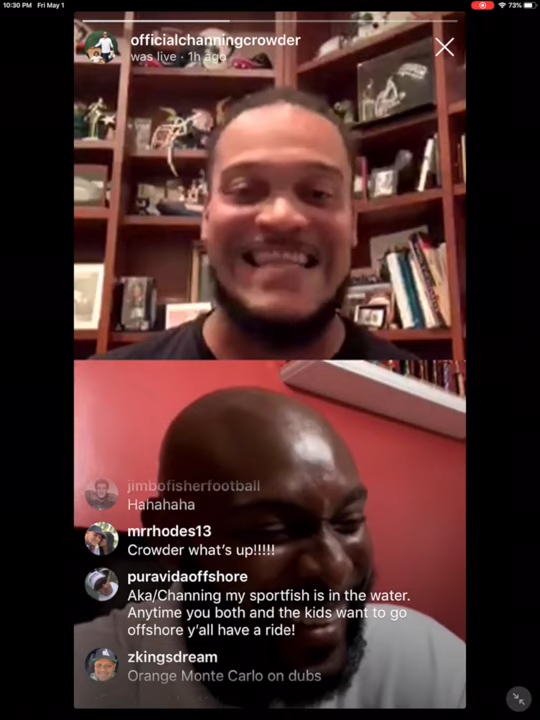 10:30 PM Fri May 1
73%
officialchanningcrowder
was live · 1h ago
jimbofisherfootball
Hahahaha
mrrhodes13
Crowder what's up!!!!!
puravidaoffshore
Aka/Channing my sportfish is in the water.
Anytime you both and the kids want to go
offshore y'all have a ride!
zkingsdream
Orange Monte Carlo on dubs